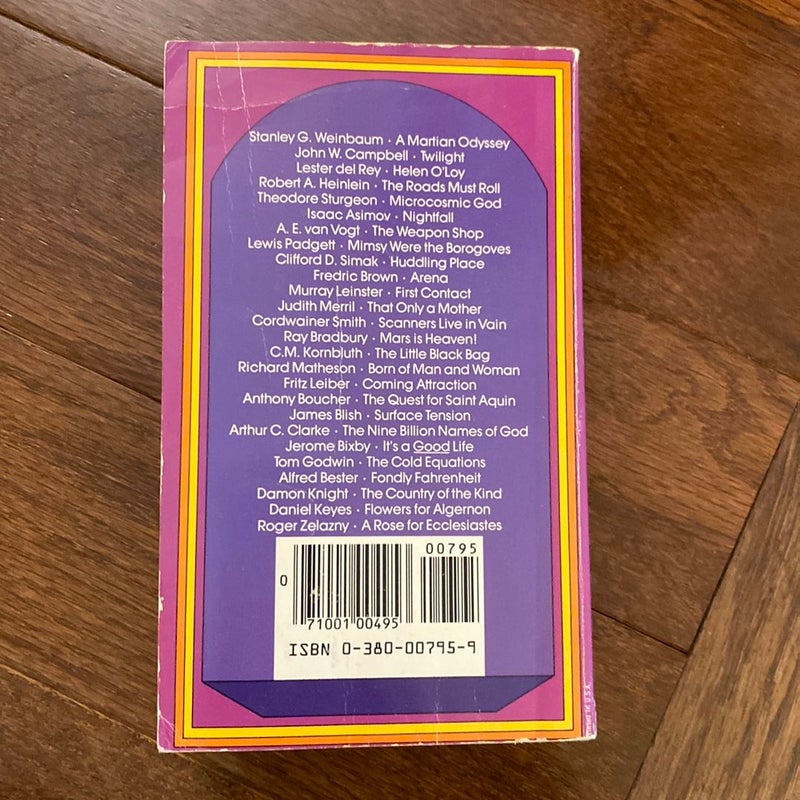 Stanley G. Weinbaum · A Martian Odyssey
John W. Campbell · Twilight
Lester del Rey · Helen O'Loy
Robert A. Heinlein · The Roads Must Roll
Theodore Sturgeon · Microcosmic God
Isaac Asimov · Nightfall
A. E. van Vogt · The Weapon Shop
Lewis Padgett · Mimsy Were the Borogoves
Clifford D. Simak · Huddling Place
Fredric Brown · Arena
Murray Leinster · First Contact
Judith Merril · That Only a Mother
Cordwainer Smith · Scanners Live in Vain
Ray Bradbury · Mars is Heaven!
C.M. Kornbluth · The Little Black Bag
Richard Matheson · Born of Man and Woman
Fritz Leiber · Coming Attraction
Anthony Boucher · The Quest for Saint Aquin
James Blish · Surface Tension
Arthur C. Clarke · The Nine Billion Names of God
Jerome Bixby · It's a Good Life
Tom Godwin · The Cold Equations
Alfred Bester · Fondly Fahrenheit
Damon Knight · The Country of the Kind
Daniel Keyes · Flowers for Algernon
Roger Zelazny · A Rose for Ecclesiastes
00795
0 71001 00495
ISBN 0-380-00795-9
U.S.A.